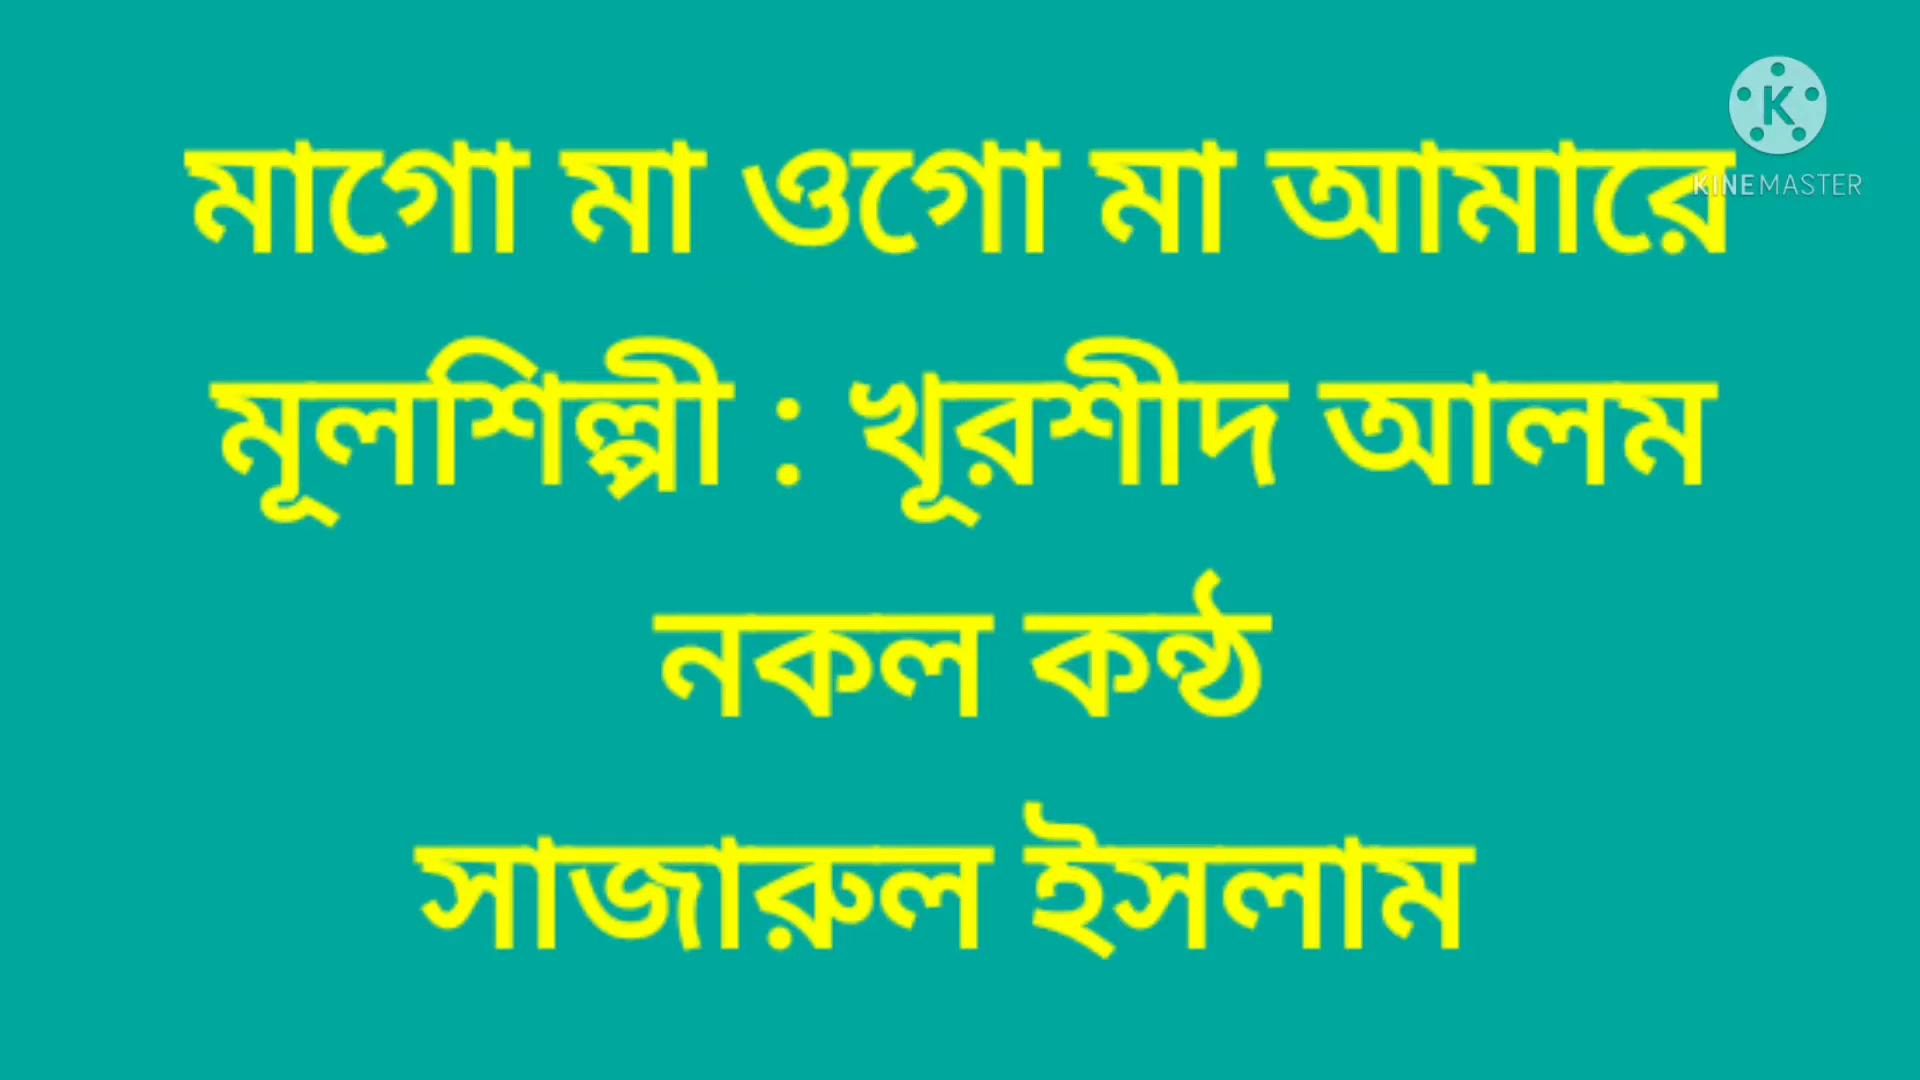 মাগো মা ওগো মা আমারে
KINEMASTER
মূলশিল্পী : খূরশীদ আলম
নকল কন্ঠ
সাজারুল ইসলাম